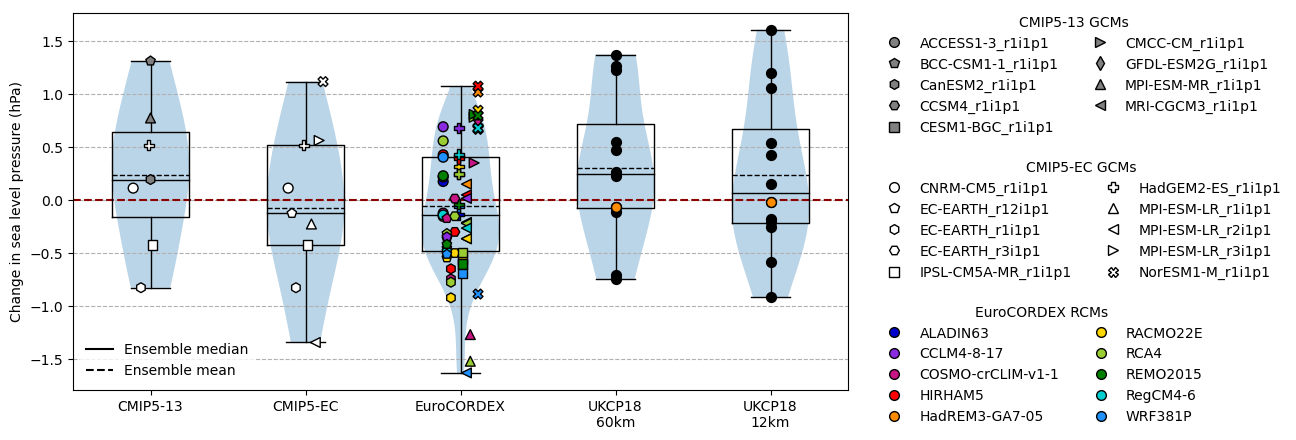 Change in sea level pressure (hPa)
1.5
1.0
0.5
0.0
−0.5
−1.0
−1.5
Ensemble median
Ensemble mean
CMIP5-13
CMIP5-EC
EuroCORDEX
UKCP18
60km
UKCP18
12km
CMIP5-13 GCMs
ACCESS1-3_r1i1p1
BCC-CSM1-1_r1i1p1
CanESM2_r1i1p1
CCSM4_r1i1p1
CESM1-BGC_r1i1p1
CMCC-CM_r1i1p1
GFDL-ESM2G_r1i1p1
MPI-ESM-MR_r1i1p1
MRI-CGCM3_r1i1p1
CMIP5-EC GCMs
CNRM-CM5_r1i1p1
EC-EARTH_r12i1p1
EC-EARTH_r1i1p1
EC-EARTH_r3i1p1
IPSL-CM5A-MR_r1i1p1
HadGEM2-ES_r1i1p1
MPI-ESM-LR_r1i1p1
MPI-ESM-LR_r2i1p1
MPI-ESM-LR_r3i1p1
NorESM1-M_r1i1p1
EuroCORDEX RCMs
ALADIN63
CCLM4-8-17
COSMO-crCLIM-v1-1
HIRHAM5
HadREM3-GA7-05
RACMO22E
RCA4
REMO2015
RegCM4-6
WRF381P